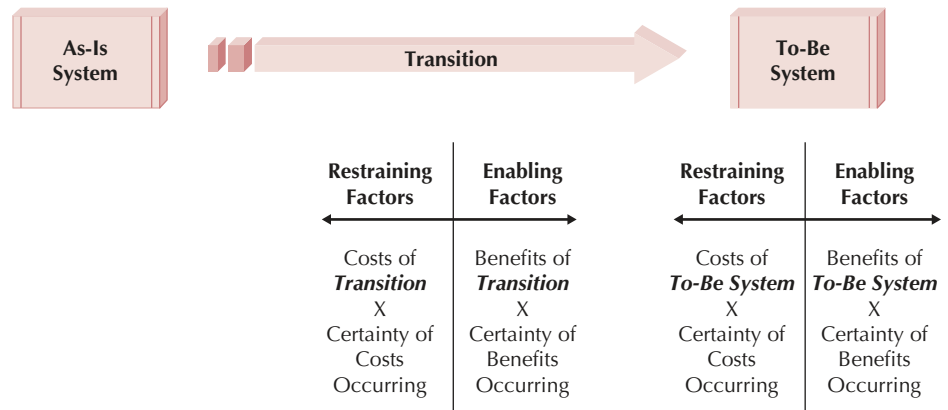 As-Is
System
Transition
To-Be
System
Restraining
Factors
Enabling
Factors
Costs of
Transition
X
Certainty of
Costs
Occurring
Benefits of
Transition
X
Certainty of
Benefits
Occurring
Restraining
Factors
Enabling
Factors
Costs of
To-Be System
X
Certainty of
Costs
Occurring
Benefits of
To-Be System
X
Certainty of
Benefits
Occurring